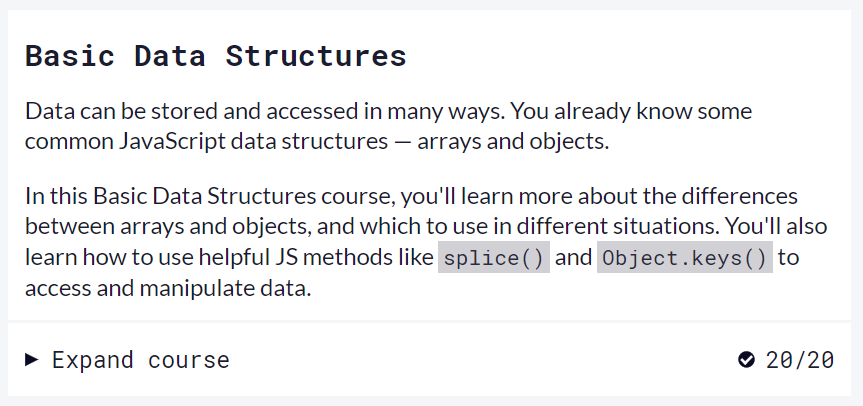 Basic Data Structures
Data can be stored and accessed in many ways. You already know some
common JavaScript data structures — arrays and objects.
In this Basic Data Structures course, you'll learn more about the differences
between arrays and objects, and which to use in different situations. You'll also
learn how to use helpful JS methods like splice() and Object.keys() to
access and manipulate data.
Expand course 20/20